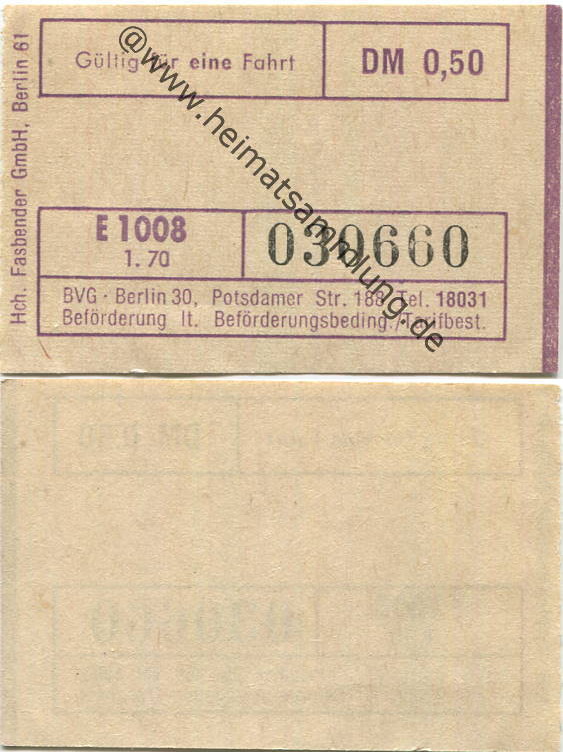 Gültig für eine Fahrt
DM 0,50
Hch. Fasbender GmbH, Berlin 61
E 1008
1. 70
030660
BVG · Berlin 30, Potsdamer Str. 188, Tel. 18031
Beförderung lt. Beförderungsbeding./Tarifbest.
@www.heimatsammlung.de